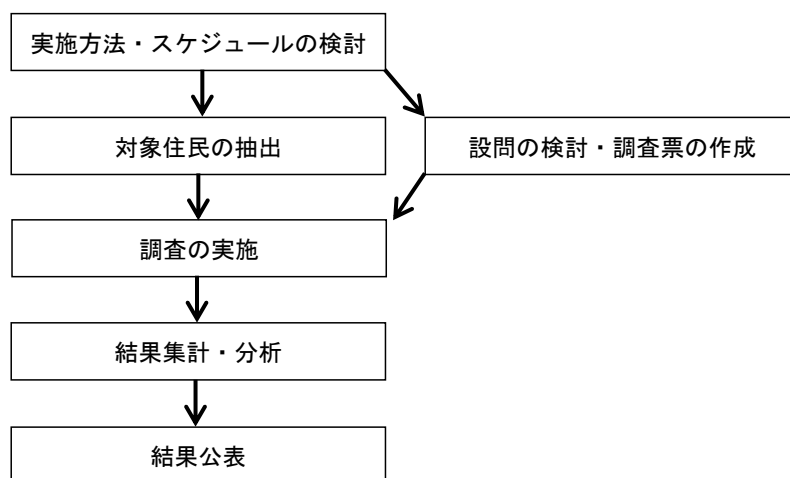 実施方法・スケジュールの検討
対象住民の抽出
設問の検討・調査票の作成
調査の実施
結果集計・分析
結果公表